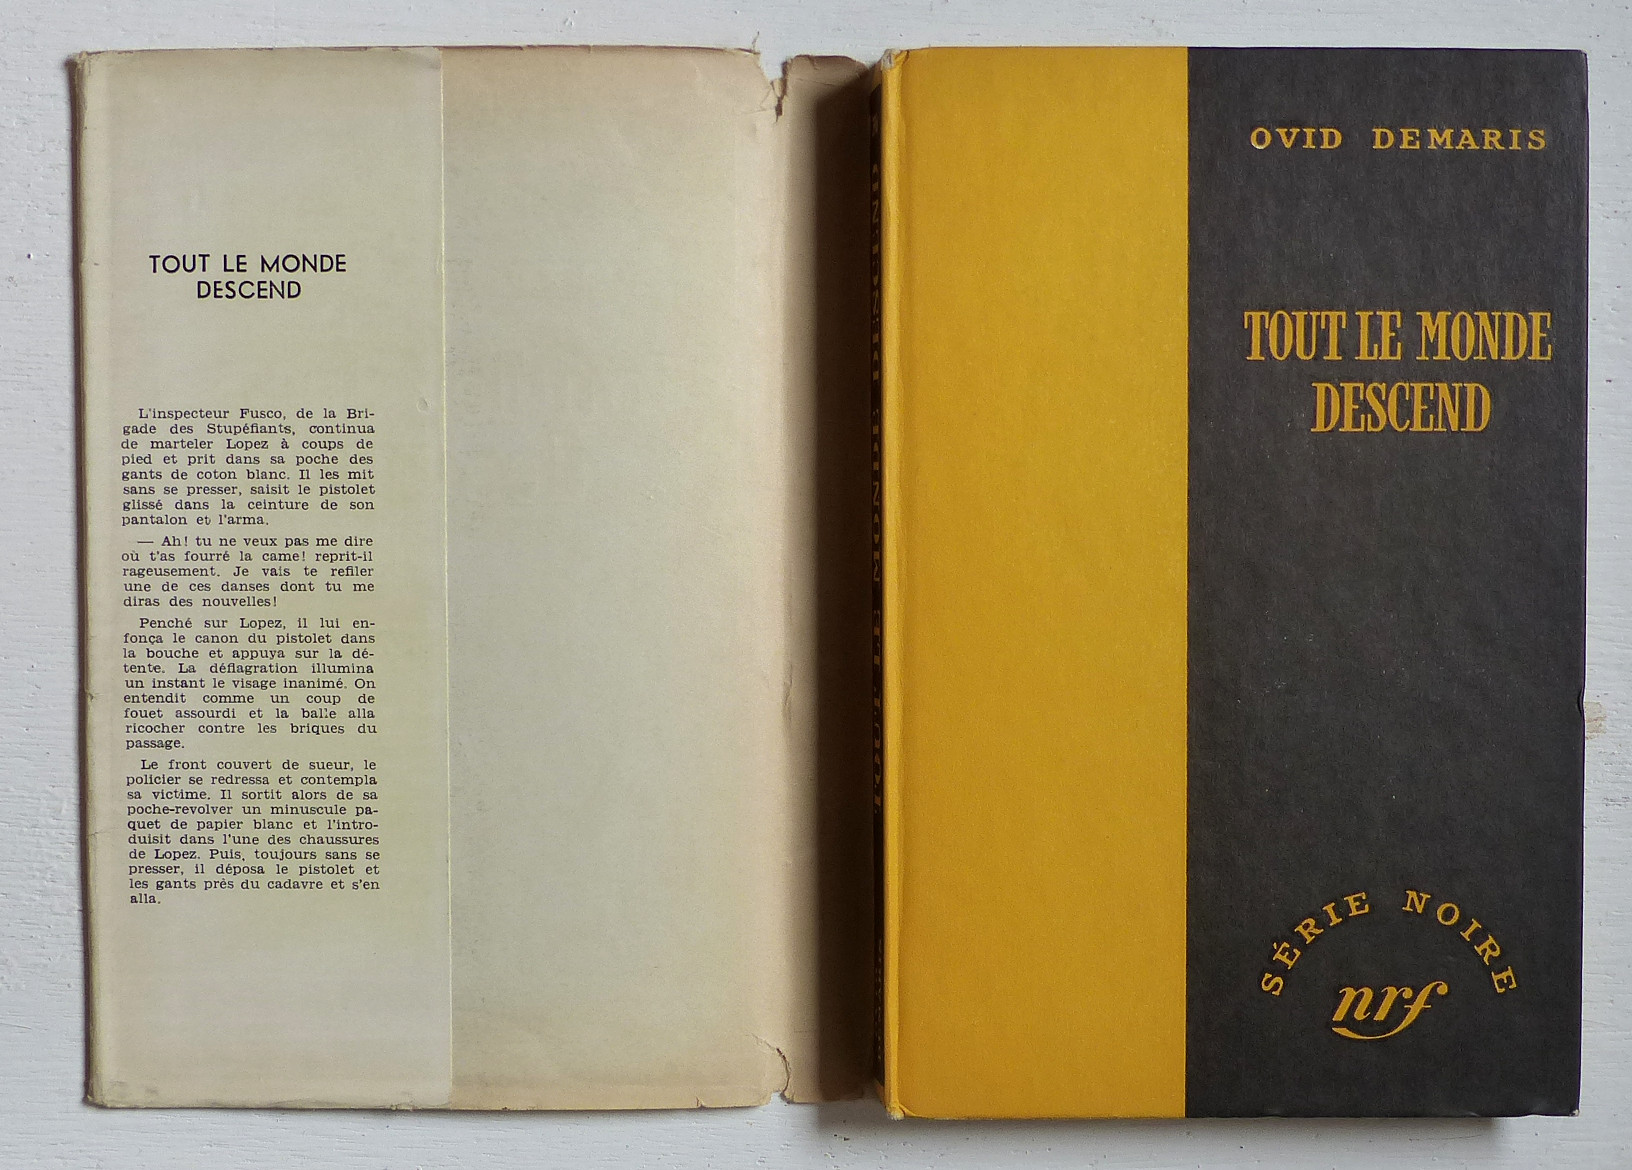 TOUT LE MONDE
DESCEND
L'inspecteur Fusco, de la Bri-
gade des Stupéfiants, continua
de marteler Lopez à coups de
pied et prit dans sa poche des
gants de coton blanc. Il les mit
sans se presser, saisit le pistolet
glissé dans la ceinture de son
pantalon et l'arma.
— Ah! tu ne veux pas me dire
où t'as fourré la came! reprit-il
rageusement. Je vais te refiler
une de ces danses dont tu me
diras des nouvelles!
Penché sur Lopez, il lui en-
fonça le canon du pistolet dans
la bouche et appuya sur la dé-
tente. La déflagration illumina
un instant le visage inanimé. On
entendit comme un coup de
fouet assourdi et la balle alla
ricocher contre les briques du
passage.
Le front couvert de sueur, le
policier se redressa et contempla
sa victime. Il sortit alors de sa
poche-revolver un minuscule pa-
quet de papier blanc et l'intro-
duisit dans l'une des chaussures
de Lopez. Puis, toujours sans se
presser, il déposa le pistolet et
les gants près du cadavre et s'en
alla.
TOUT LE MONDE DESCEND
OVID DEMARIS
TOUT LE MONDE
DESCEND
SÉRIE NOIRE
nrf